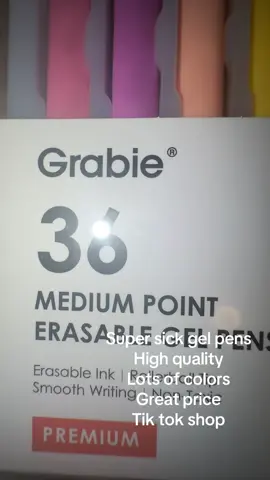 Grabie®
36
MEDIUM POINT
ERASABLE GEL PENS
Super sick gel pens
Erasable Ink |
High quality
Lots of colors
Smooth Writing
Great price
Tik tok shop
PREMIUM